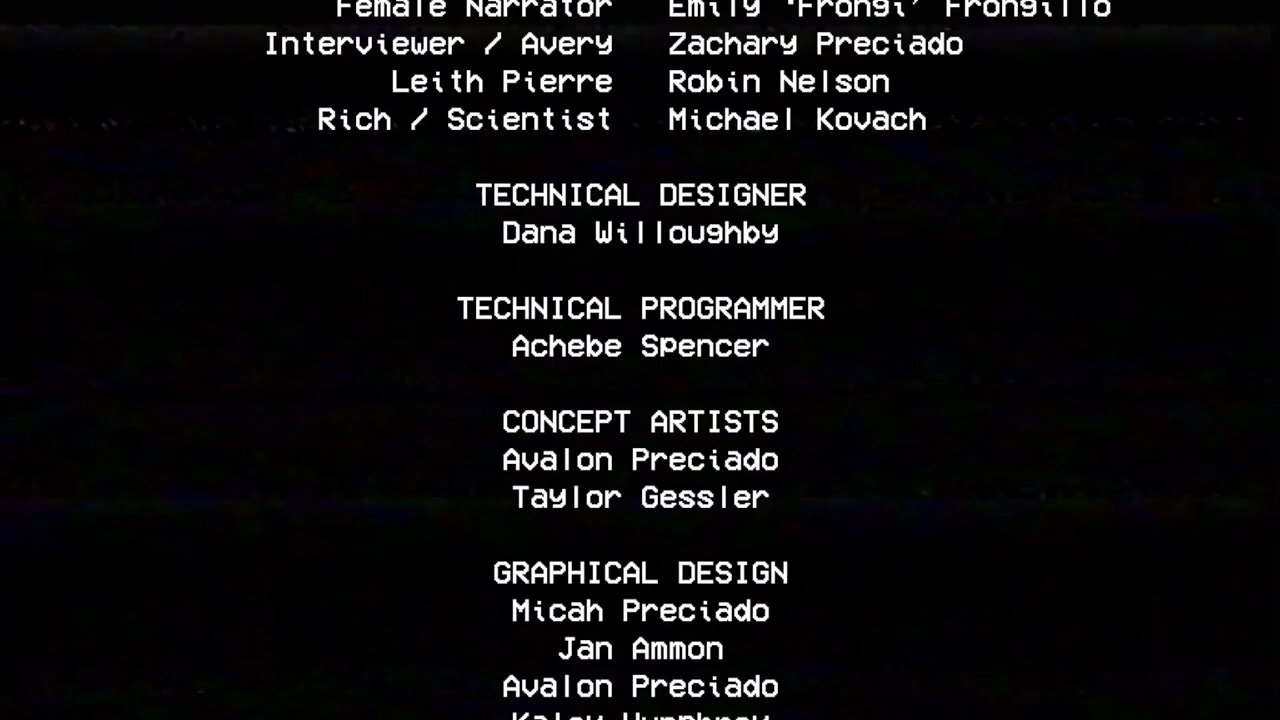 Female Narrator Emily 'Frongi' Frongillo
Interviewer / Avery Zachary Preciado
Leith Pierre Robin Nelson
Rich / Scientist Michael Kovach
TECHNICAL DESIGNER
Dana Willoughby
TECHNICAL PROGRAMMER
Achebe Spencer
CONCEPT ARTISTS
Avalon Preciado
Taylor Gessler
GRAPHICAL DESIGN
Micah Preciado
Jan Ammon
Avalon Preciado